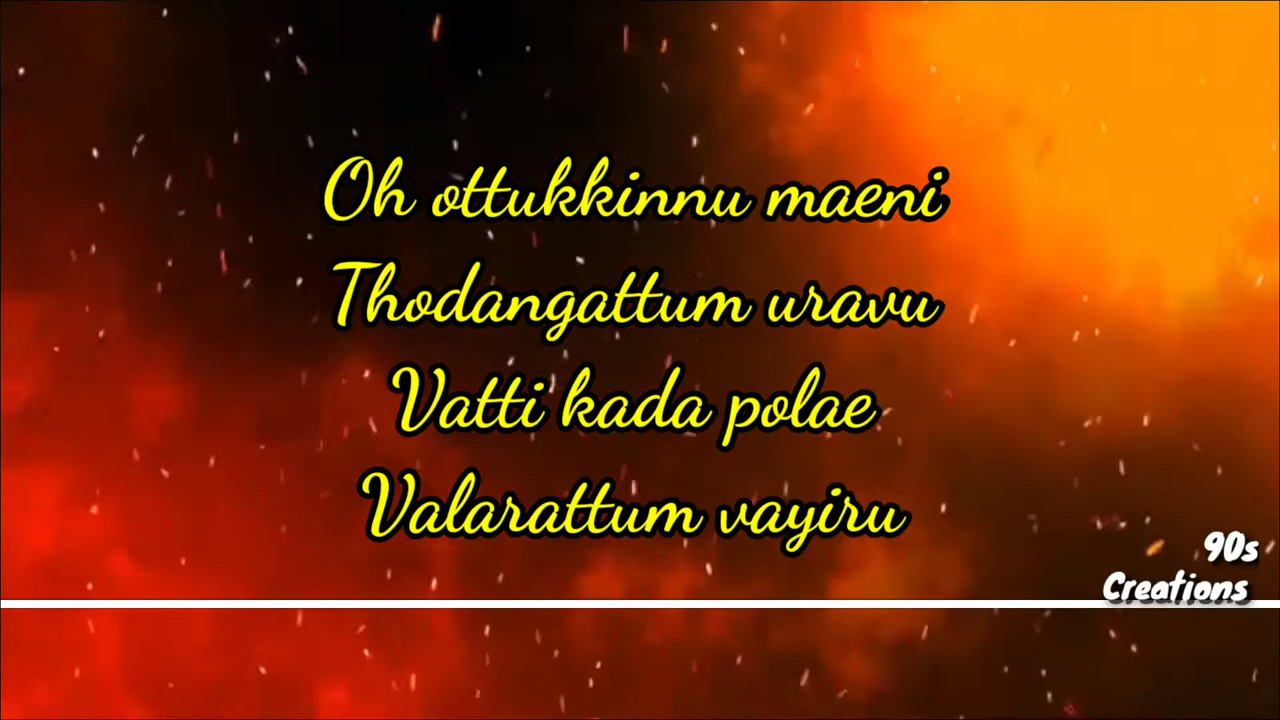 Oh ottukkinnu maeni
Thodangattum uravu
Vatti kada polae
Valarattum vayiru
90s
Creations